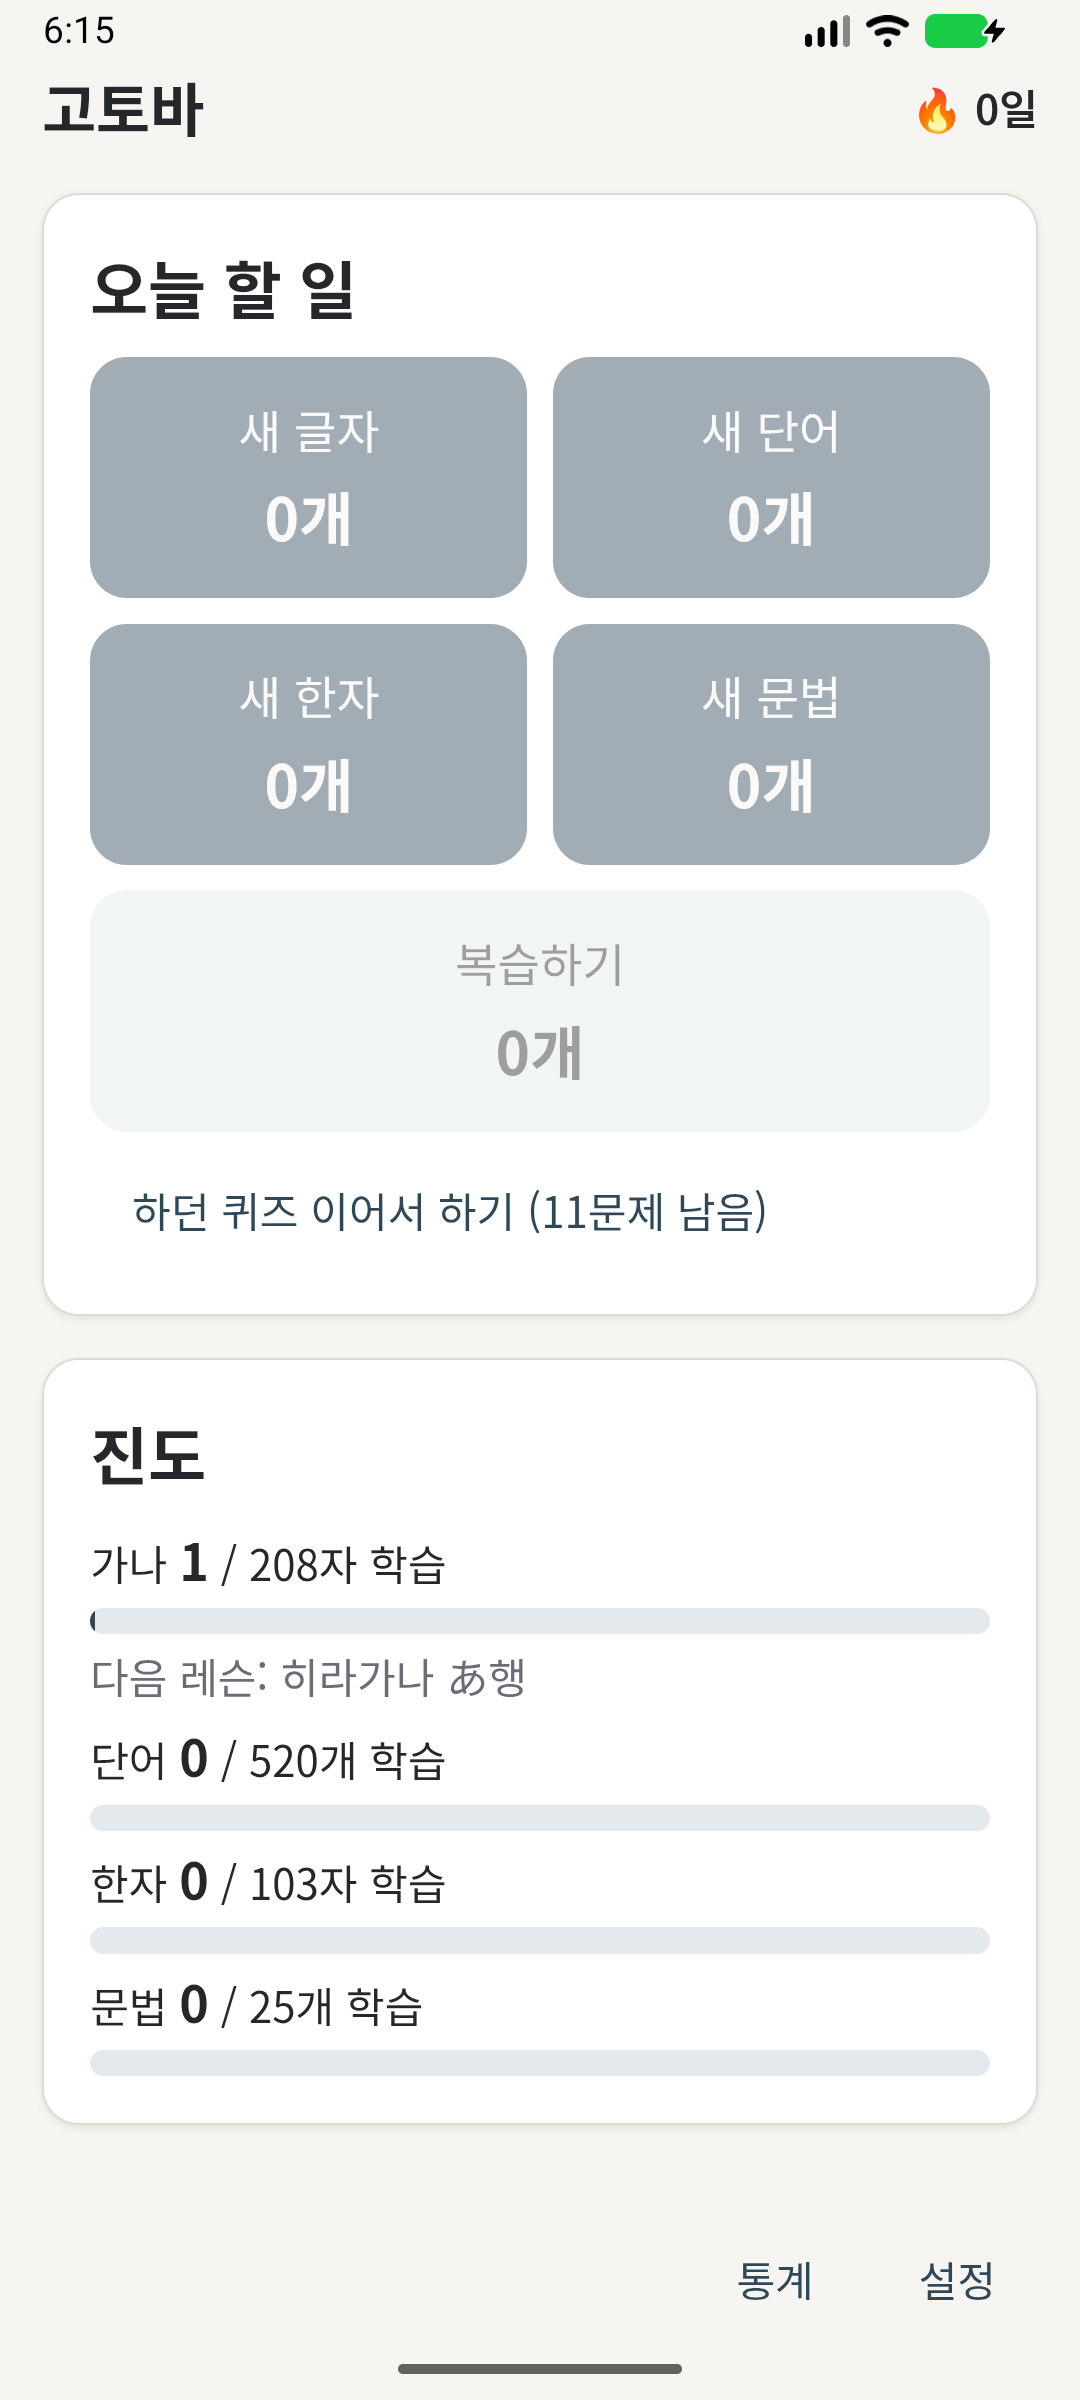 6:15
고토바
🔥 0일
오늘 할 일
새 글자
0개
새 단어
0개
새 한자
0개
새 문법
0개
복습하기
0개
하던 퀴즈 이어서 하기 (11문제 남음)
진도
가나 1 / 208자 학습
다음 레슨: 히라가나 あ행
단어 0 / 520개 학습
한자 0 / 103자 학습
문법 0 / 25개 학습
통계
설정